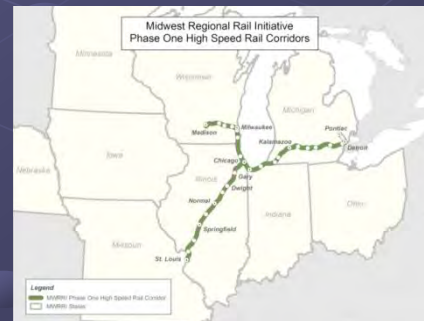 Midwest Regional Rail Initiative
Phase One High Speed Rail Corridors
Minnesota
Wisconsin
Michigan
Madison
Milwaukee
Pontiac
Kalamazoo
Detroit
Iowa
Chicago
Nebraska
Illinois
Gary
Dwight
Ohio
Normal
Indiana
Springfield
Missouri
St. Louis
Legend
MWRRI Phase One High Speed Rail Corridor
MWRRI